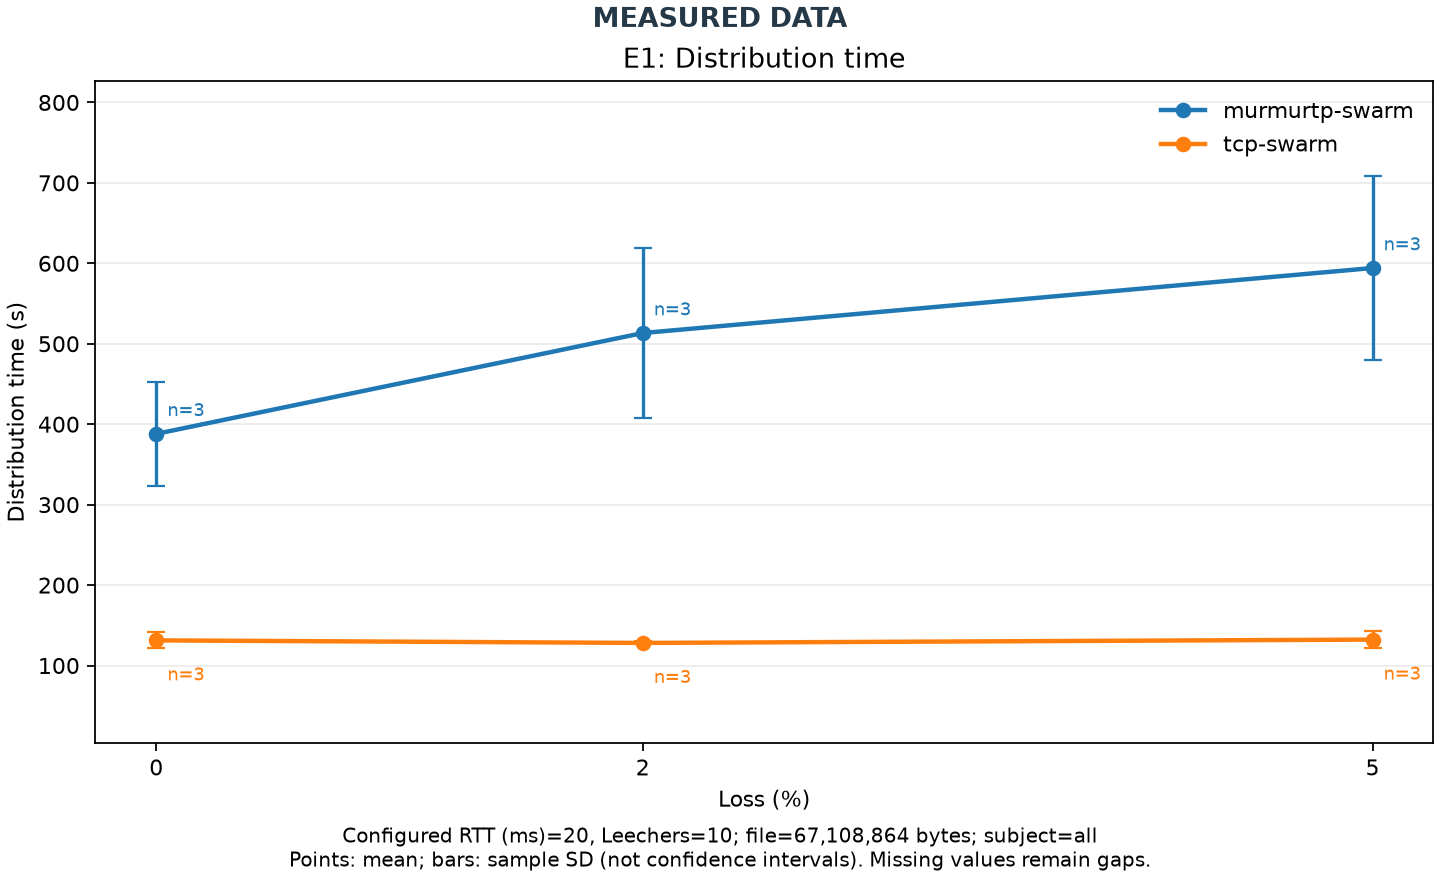 MEASURED DATA
E1: Distribution time
murmurtp-swarm
tcp-swarm
Distribution time (s)
800
700
600
500
400
300
200
100
n=3
n=3
n=3
n=3
n=3
n=3
0
2
5
Loss (%)
Configured RTT (ms)=20, Leechers=10; file=67,108,864 bytes; subject=all
Points: mean; bars: sample SD (not confidence intervals). Missing values remain gaps.